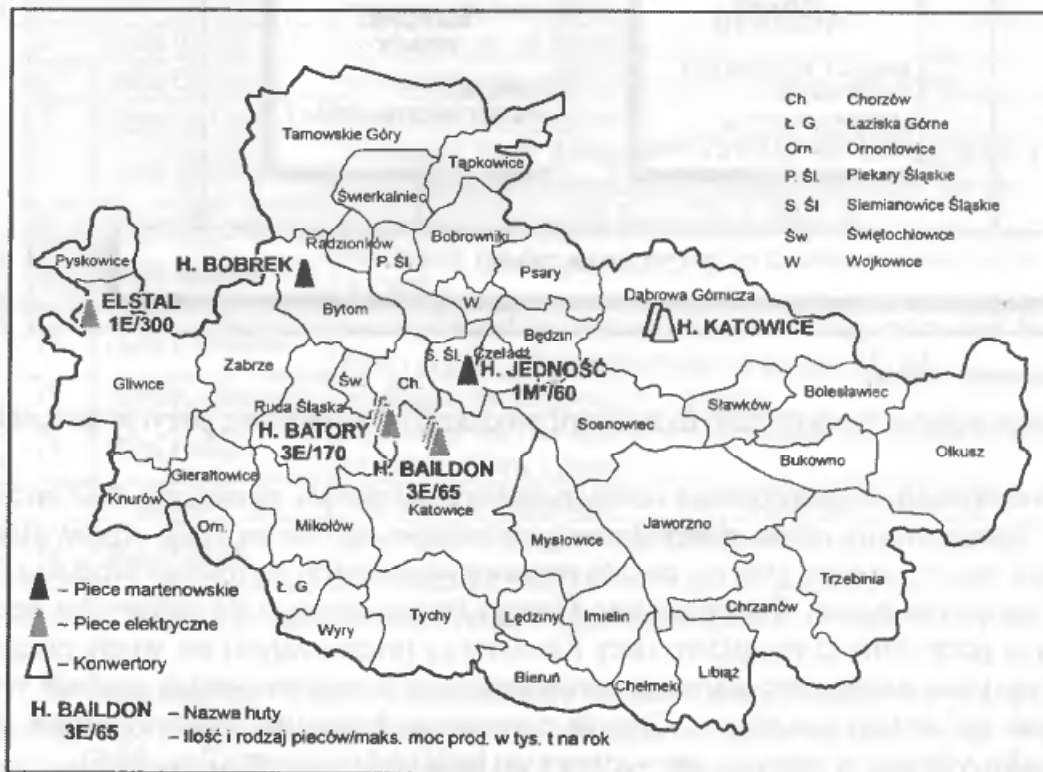 Ch. Chorzów
Ł. G. Łaziska Górne
Orn. Ornontowice
P. Śl. Piekary Śląskie
S. Śl Siemianowice Śląskie
Św. Świętochłowice
W. Wojkowice
Tarnowskie Góry
Tąpkowice
Świerkalniec
Radzionków
Bobrowniki
P. Śl.
Psary
Pyskowice
H. BOBREK
Dąbrowa Górnicza
ELSTAL
1E/300
Bytom
W.
Będzin
H. KATOWICE
Zabrze
S. Śl.
Czeladź
H. JEDNOŚĆ
1M*/60
Gliwice
Św.
Ch.
Bolesławiec
Sławków
Ruda Śląska
H. BATORY
3E/170
Sosnowiec
Olkusz
Bukowno
H. BAILDON
3E/65
Katowice
Gierałtowice
Knurów
Orn.
Mikołów
Jaworzno
Mysłowice
Trzebinia
Ł. G.
Wyry
Tychy
Lędziny
Imielin
Chrzanów
Bieruń
Chełmek
Libiąż
– Piece martenowskie
– Piece elektryczne
– Konwertory
H. BAILDON – Nazwa huty
3E/65 – Ilość i rodzaj pieców/maks. moc prod. w tys. t na rok